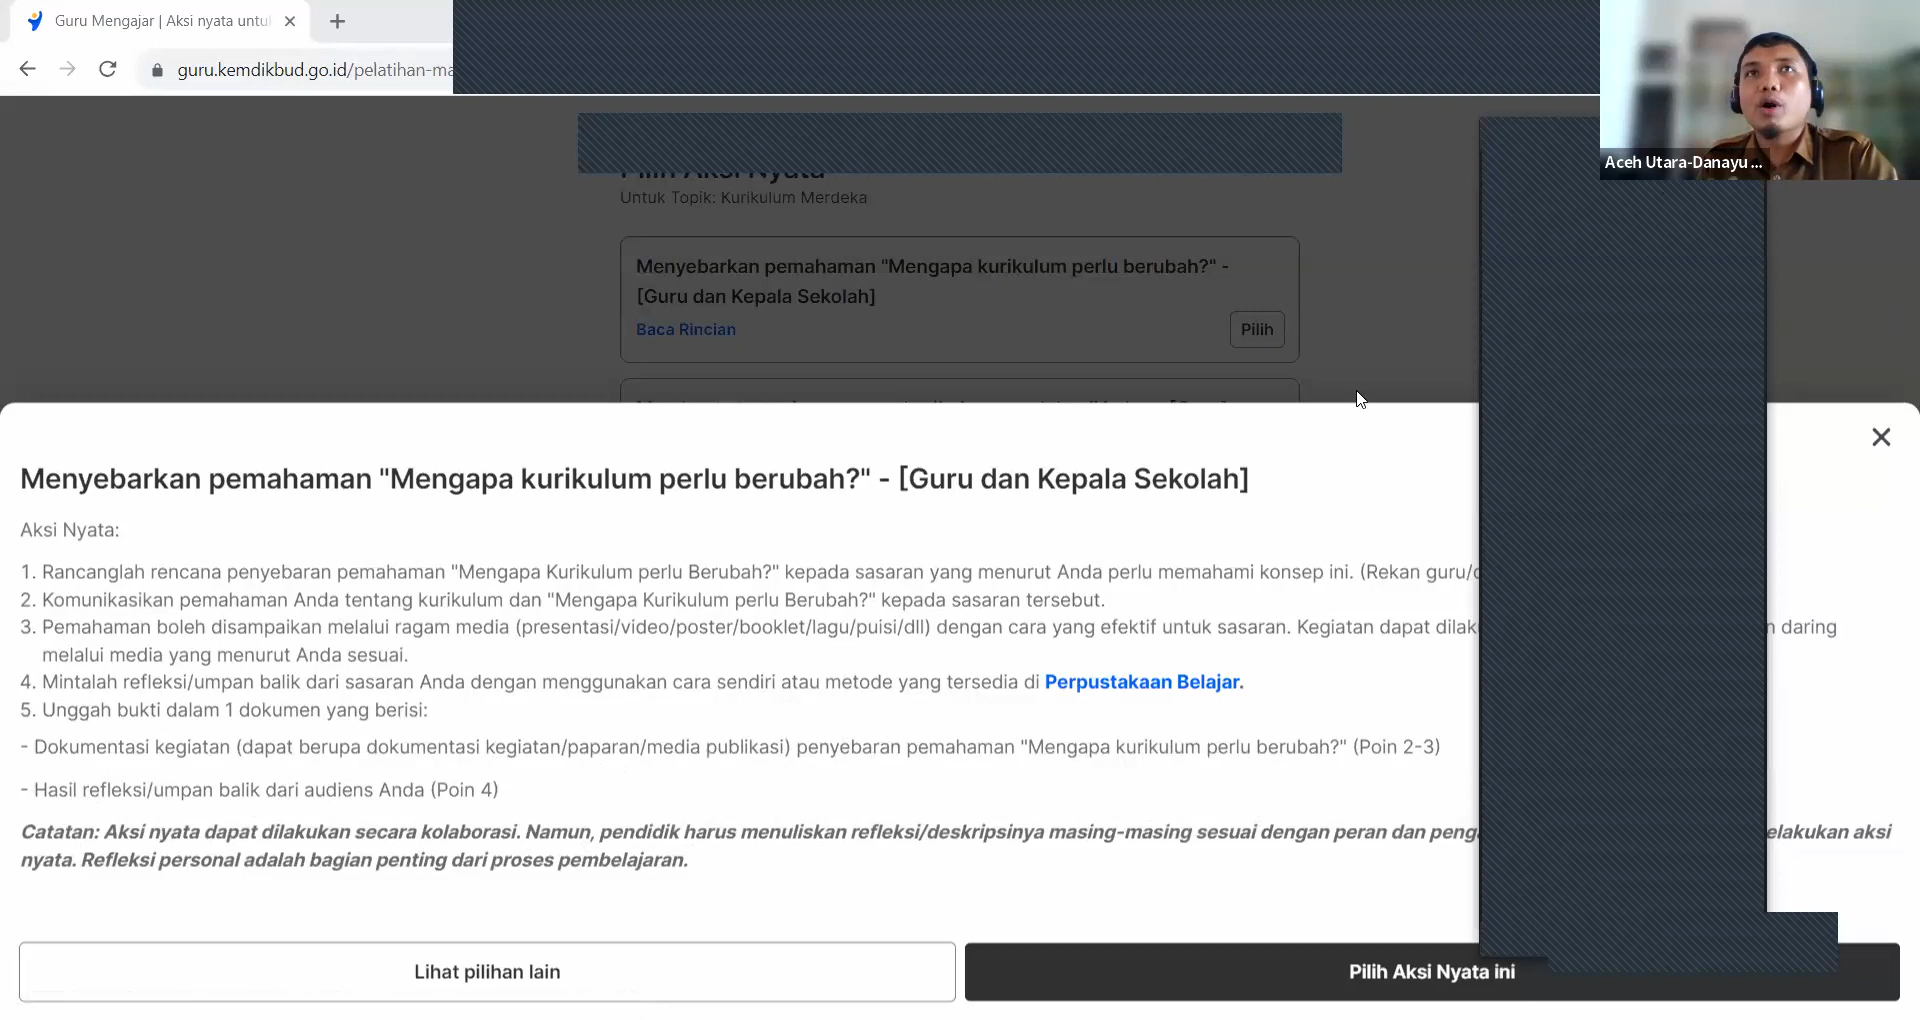 Guru Mengajar | Aksi nyata untu
guru.kemdikbud.go.id/pelatihan-ma
Aceh Utara-Danayu ...
Pilih Aksi Nyata
Untuk Topik: Kurikulum Merdeka
Menyebarkan pemahaman "Mengapa kurikulum perlu berubah?" -
[Guru dan Kepala Sekolah]
Baca Rincian
Pilih
Menyebarkan pemahaman "Mengapa kurikulum perlu berubah?" - [Guru dan Kepala Sekolah]
Aksi Nyata:
1. Rancanglah rencana penyebaran pemahaman "Mengapa Kurikulum perlu Berubah?" kepada sasaran yang menurut Anda perlu memahami konsep ini. (Rekan guru/
2. Komunikasikan pemahaman Anda tentang kurikulum dan "Mengapa Kurikulum perlu Berubah?" kepada sasaran tersebut.
3. Pemahaman boleh disampaikan melalui ragam media (presentasi/video/poster/booklet/lagu/puisi/dll) dengan cara yang efektif untuk sasaran. Kegiatan dapat daring
melalui media yang menurut Anda sesuai.
4. Mintalah refleksi/umpan balik dari sasaran Anda dengan menggunakan cara sendiri atau metode yang tersedia di Perpustakaan Belajar.
5. Unggah bukti dalam 1 dokumen yang berisi:
- Dokumentasi kegiatan (dapat berupa dokumentasi kegiatan/paparan/media publikasi) penyebaran pemahaman "Mengapa kurikulum perlu berubah?" (Poin 2-3)
- Hasil refleksi/umpan balik dari audiens Anda (Poin 4)
Catatan: Aksi nyata dapat dilakukan secara kolaborasi. Namun, pendidik harus menuliskan refleksi/deskripsinya masing-masing sesuai dengan peran dan aksi
nyata. Refleksi personal adalah bagian penting dari proses pembelajaran.
Lihat pilihan lain
Pilih Aksi Nyata ini